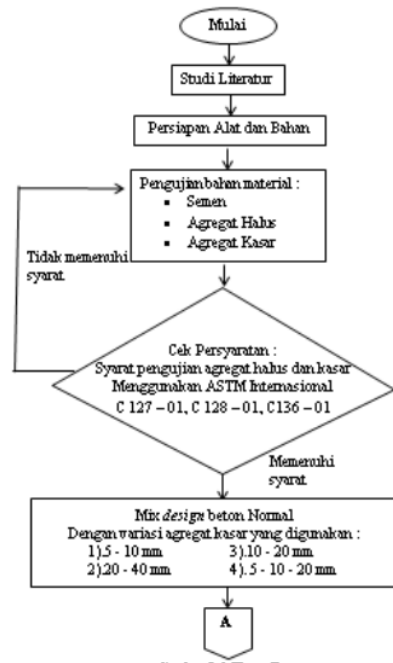 Mulai
Studi Literatur
Persiapan Alat dan Bahan
Pengujian bahan material :
▪ Semen
▪ Agregat Halus
▪ Agregat Kasar
Tidak memenuhi
syarat
Cek Persyaratan :
Syarat pengujian agregat halus dan kasar
Menggunakan ASTM Internasional
C 127 – 01, C 128 – 01, C136 – 01
Memenuhi
syarat
Mix design beton Normal
Dengan variasi agregat kasar yang digunakan :
1).5 - 10 mm 3).10 - 20 mm
2).20 - 40 mm 4).5 - 10 - 20 mm
A